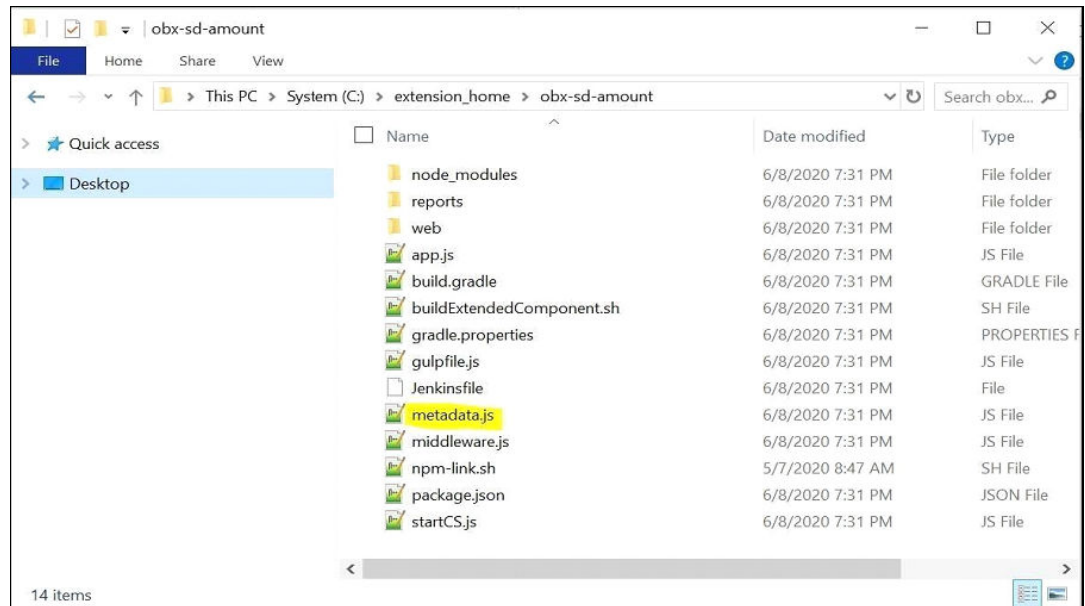 obx-sd-amount
File Home Share View
This PC > System (C:) > extension_home > obx-sd-amount Search obx...
Quick access
Desktop
Name Date modified Type
node_modules 6/8/2020 7:31 PM File folder
reports 6/8/2020 7:31 PM File folder
web 6/8/2020 7:31 PM File folder
app.js 6/8/2020 7:31 PM JS File
build.gradle 6/8/2020 7:31 PM GRADLE File
buildExtendedComponent.sh 6/8/2020 7:31 PM SH File
gradle.properties 6/8/2020 7:31 PM PROPERTIES F
gulpfile.js 6/8/2020 7:31 PM JS File
Jenkinsfile 6/8/2020 7:31 PM File
metadata.js 6/8/2020 7:31 PM JS File
middleware.js 6/8/2020 7:31 PM JS File
npm-link.sh 5/7/2020 8:47 AM SH File
package.json 6/8/2020 7:31 PM JSON File
startCS.js 6/8/2020 7:31 PM JS File
14 items